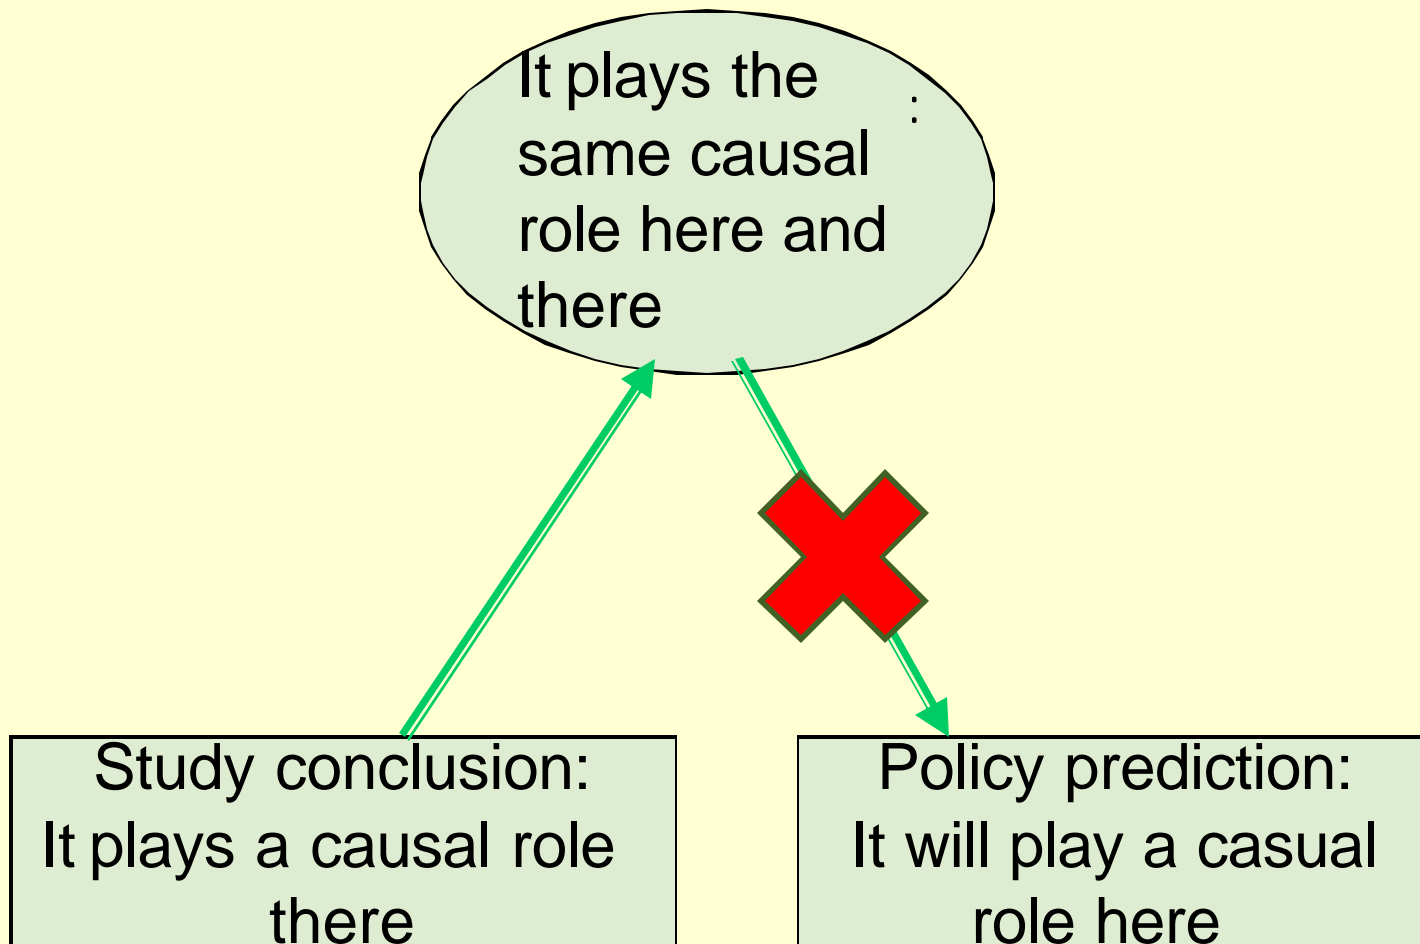 It plays the
:
same causal
role here and
there
Study conclusion:
It plays a causal role
there
Policy prediction:
It will play a casual
role here